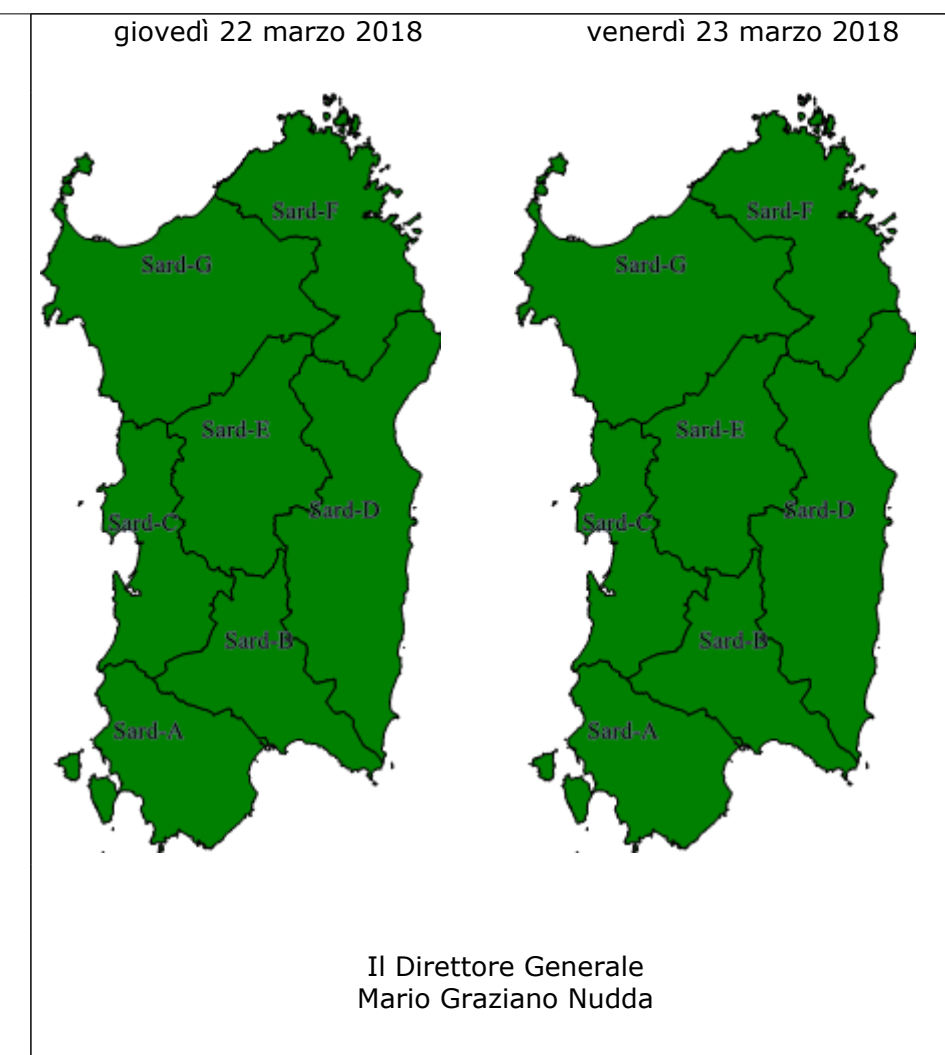 giovedì 22 marzo 2018
venerdì 23 marzo 2018
Sard-F
Sard-G
Sard-E
Sard-D
Sard-C
Sard-B
Sard-A
Sard-F
Sard-G
Sard-E
Sard-D
Sard-C
Sard-B
Sard-A
Il Direttore Generale
Mario Graziano Nudda